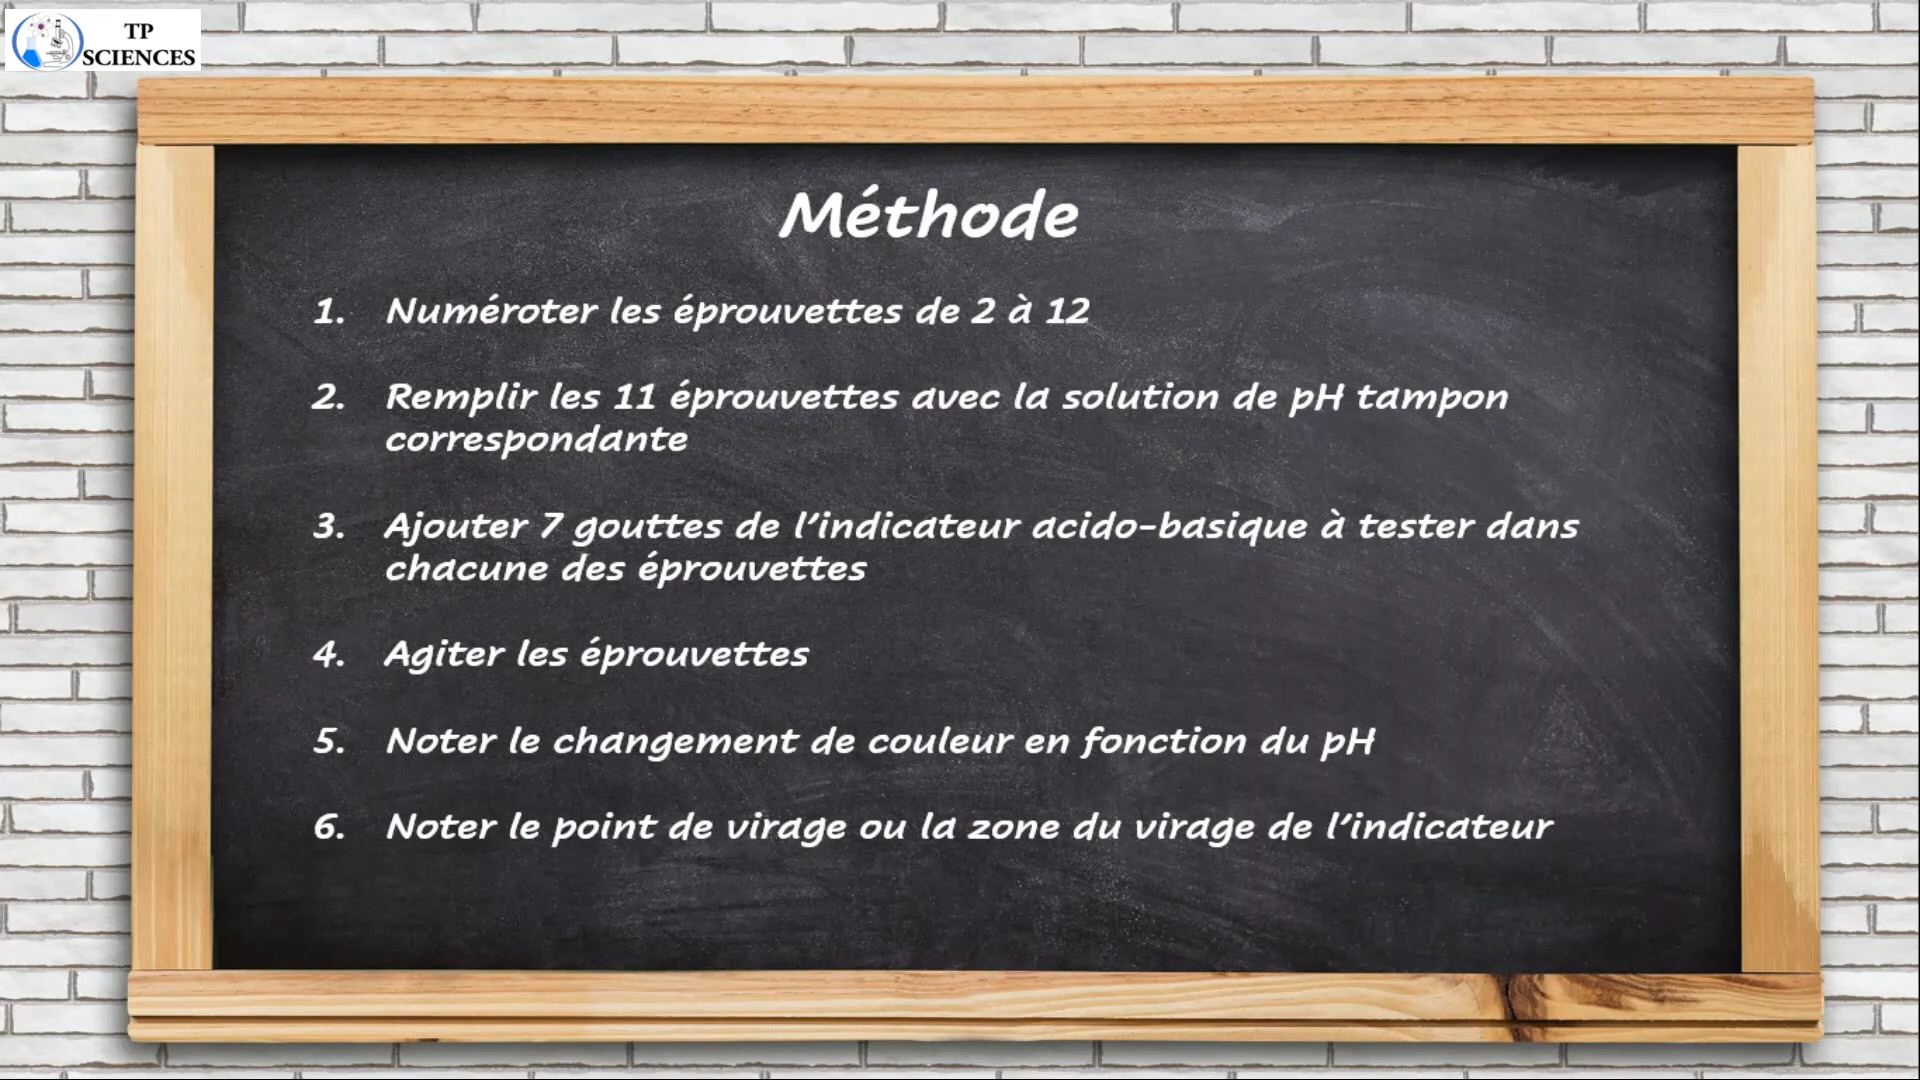 TP
SCIENCES
Méthode
1. Numéroter les éprouvettes de 2 à 12
2. Remplir les 11 éprouvettes avec la solution de pH tampon
correspondante
3. Ajouter 7 gouttes de l'indicateur acido-basique à tester dans
chacune des éprouvettes
4. Agiter les éprouvettes
5. Noter le changement de couleur en fonction du pH
6. Noter le point de virage ou la zone du virage de l'indicateur